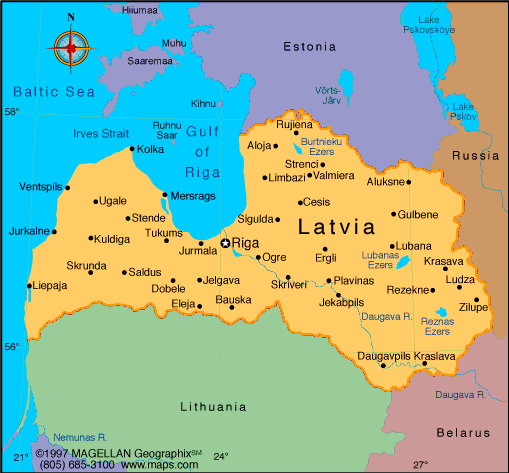 Hiiumaa
N
Muhu
Estonia
Lake
Pskovskoye
Saaremaa
Baltic Sea
Võrts-
Järv
Kihnu
Lake
Pskov
58°
Ruhnu
Saar
Gulf
of
Riga
Irves Strait
Rujiena
Burtnieku
Ezers
Aloja
Kolka
Russia
Strenci
Valmiera
Limbazi
Aluksne
Ventspils
Mersrags
Ugale
Cesis
Stende
Sigulda
Gulbene
Latvia
Jurkalne
Kuldiga
Tukums
Jurmala
Riga
Ergli
Lubana
Ogre
Lubanas
Ezers
Krasava
Skrunda
Saldus
Dobele
Jelgava
Skriveri
Plavinas
Ludza
Liepaja
Rezekne
Eleja
Bauska
Jekabpils
Zilupe
Daugava R.
Reznas
Ezers
56°
Daugavpils
Kraslava
Daugava R.
Lithuania
Belarus
Nemunas R.
21°
©1997 MAGELLAN Geographix℠
(805) 685-3100 www.maps.com
24°
27°